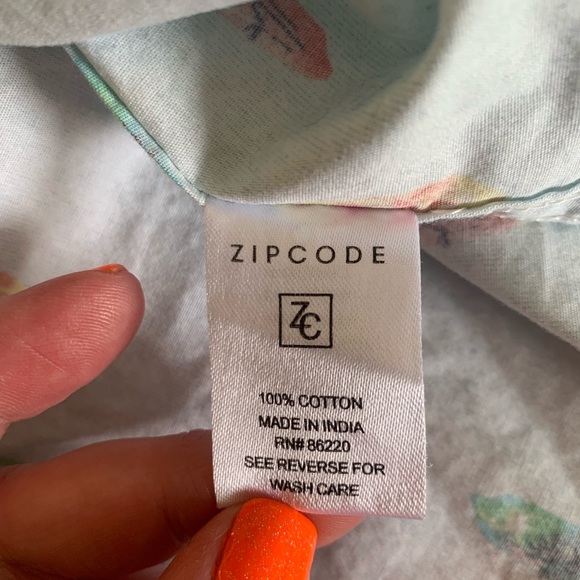 ZIPCODE
ZC
100% COTTON
MADE IN INDIA
RN# 86220
SEE REVERSE FOR
WASH CARE